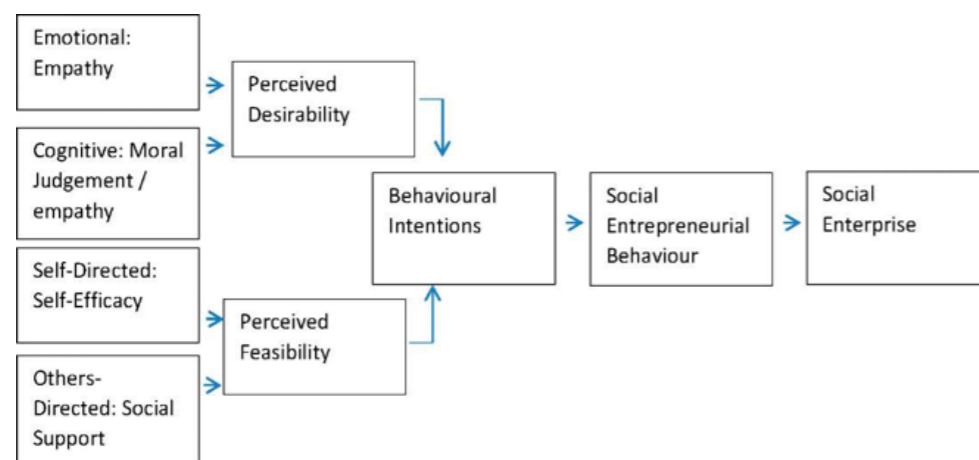 Emotional:
Empathy
Cognitive: Moral
Judgement /
empathy
Self-Directed:
Self-Efficacy
Others-
Directed: Social
Support
Perceived
Desirability
Perceived
Feasibility
Behavioural
Intentions
Social
Entrepreneurial
Behaviour
Social
Enterprise